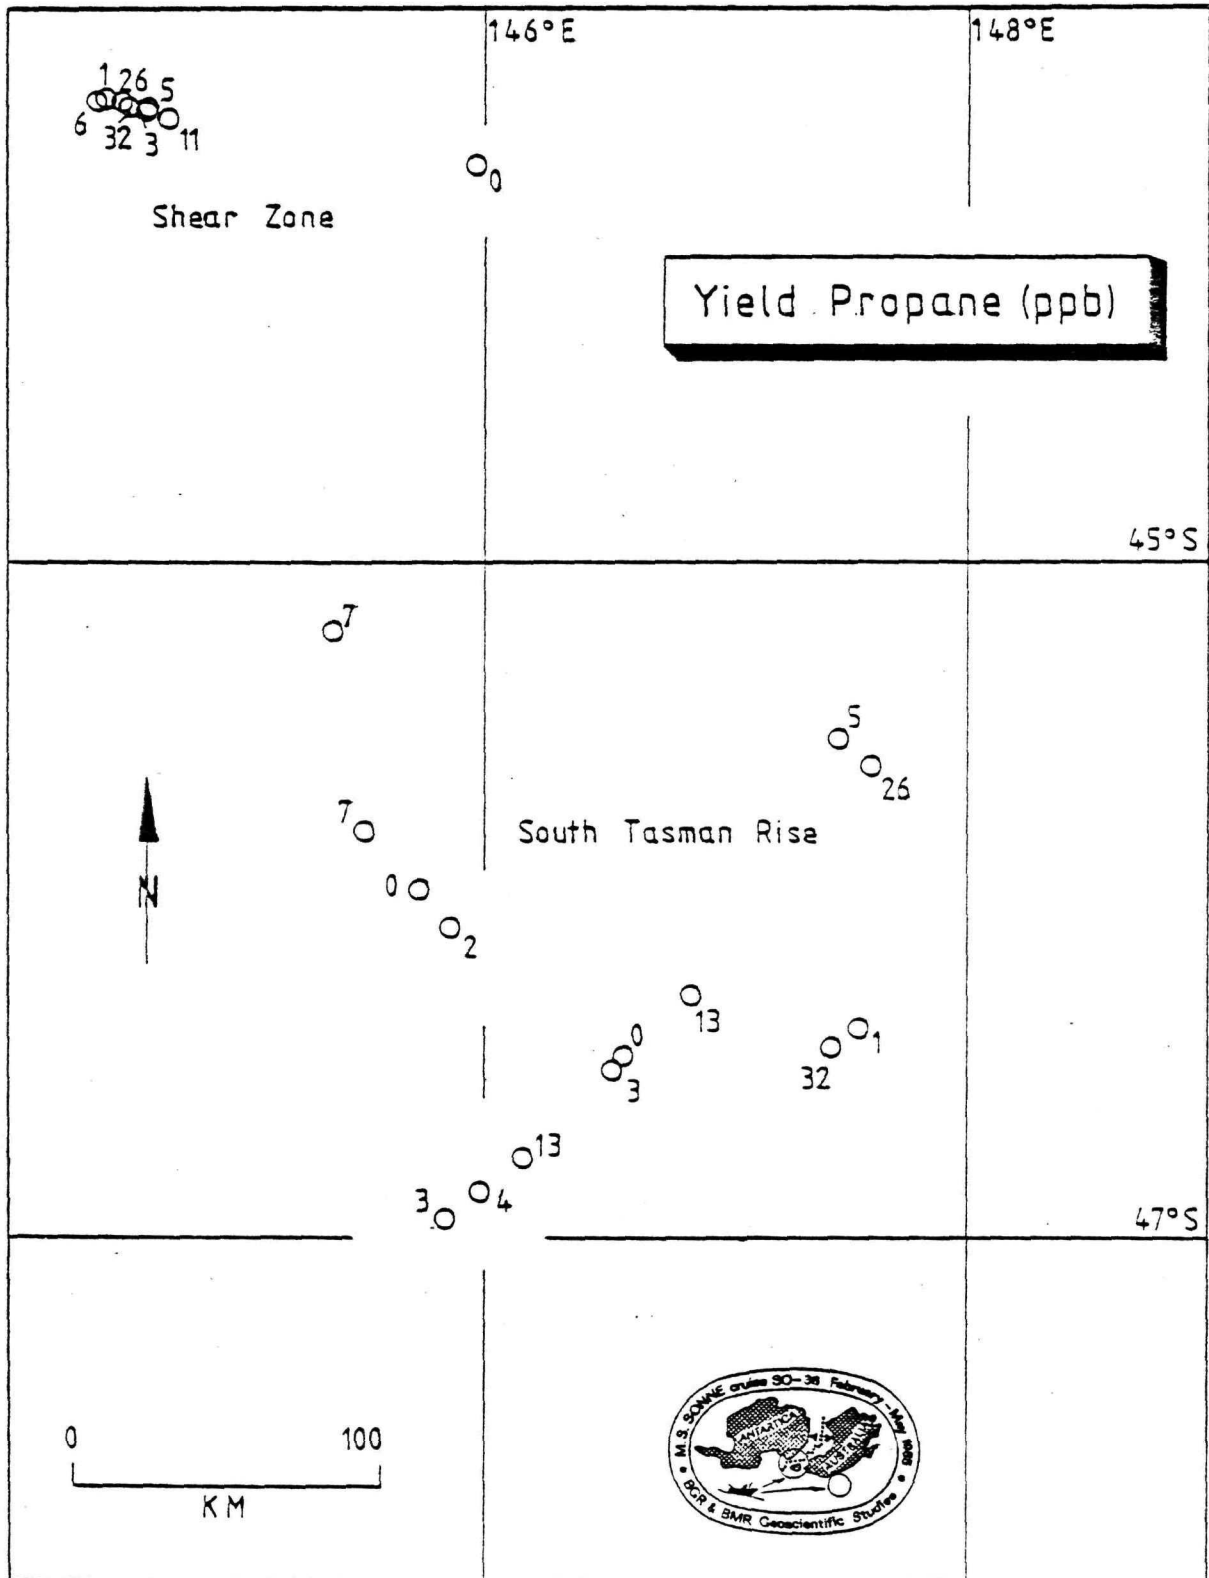 146°E
148°E
1 26 5
6 32 3 11
0
Shear Zone
Yield Propane (ppb)
45°S
7
5
26
7
South Tasman Rise
N
0
2
13
0
1
3
32
13
3
4
47°S
0 100
KM
M.S. SONNE cruise SO-36 February-May 1985
ANTARTICA
AUSTRALIA
BGR & BMR Geoscientific Studies